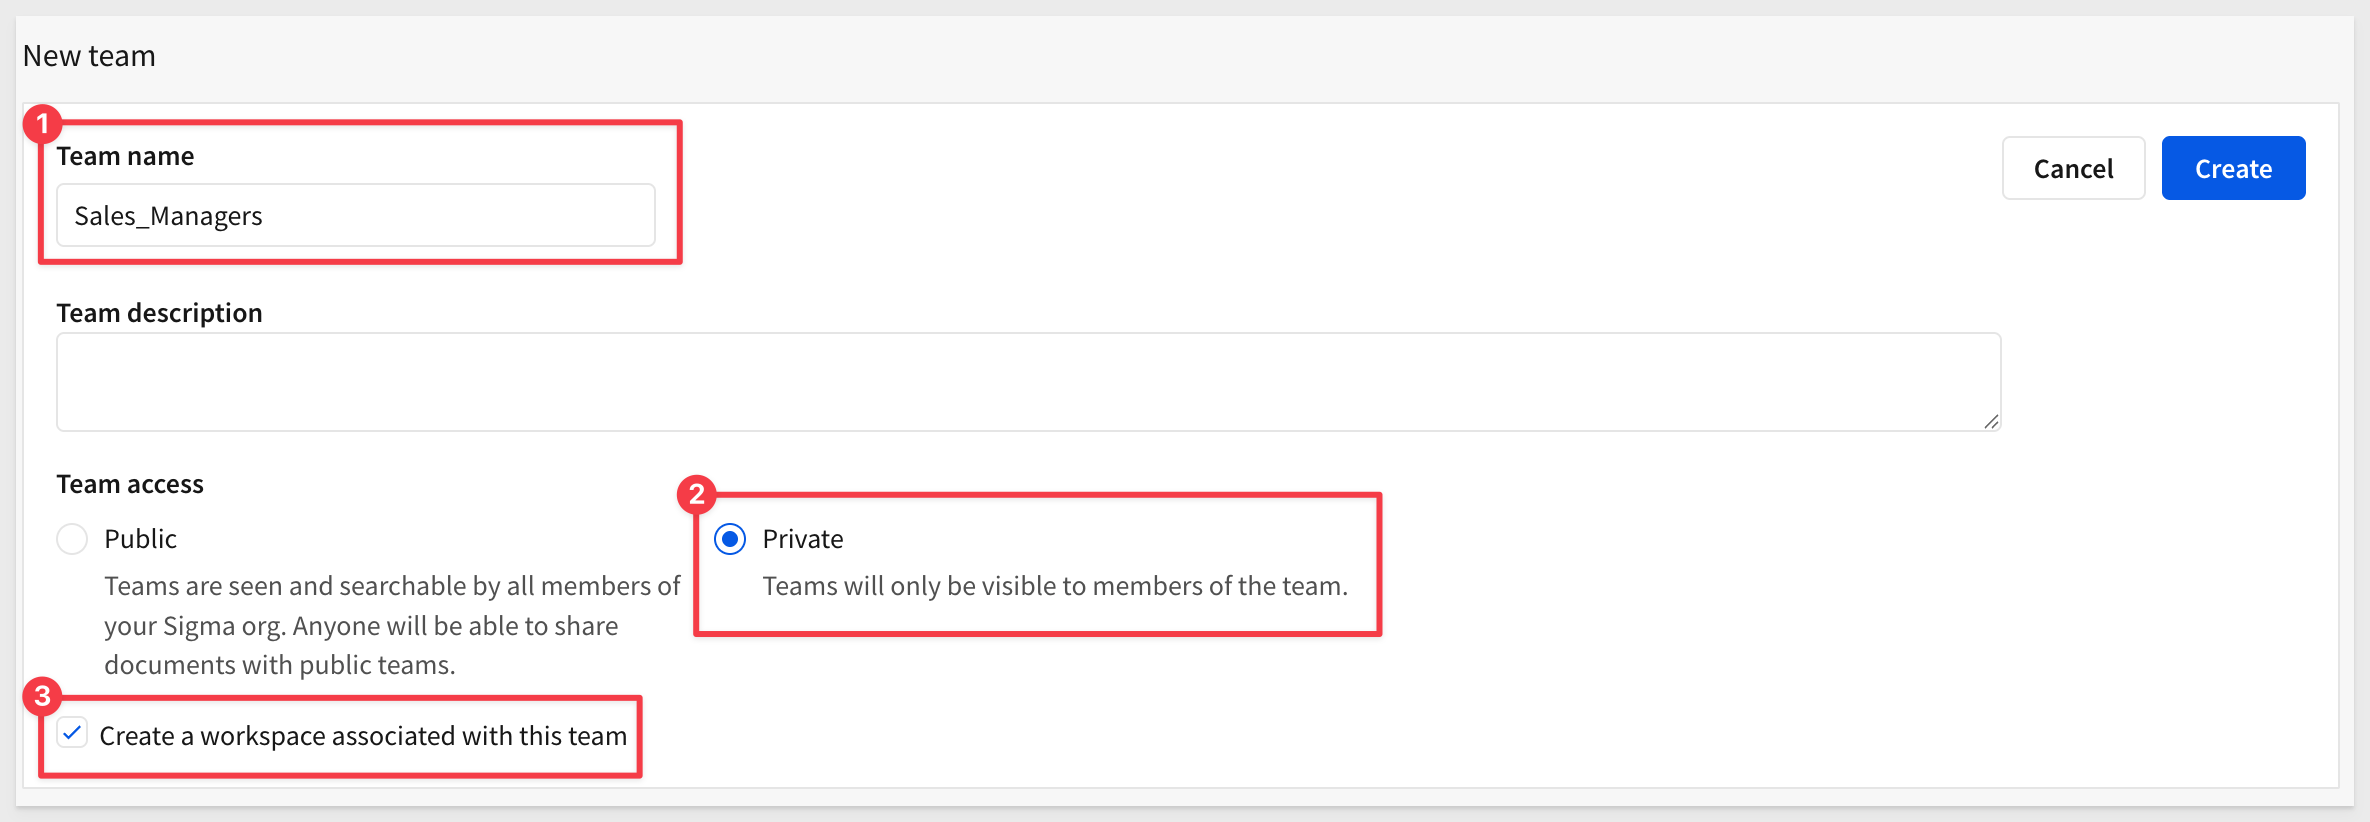 New team
1
Team name
Cancel
Create
Sales_Managers
Team description
Team access
2
Public
Private
Teams are seen and searchable by all members of
your Sigma org. Anyone will be able to share
documents with public teams.
Teams will only be visible to members of the team.
3
Create a workspace associated with this team